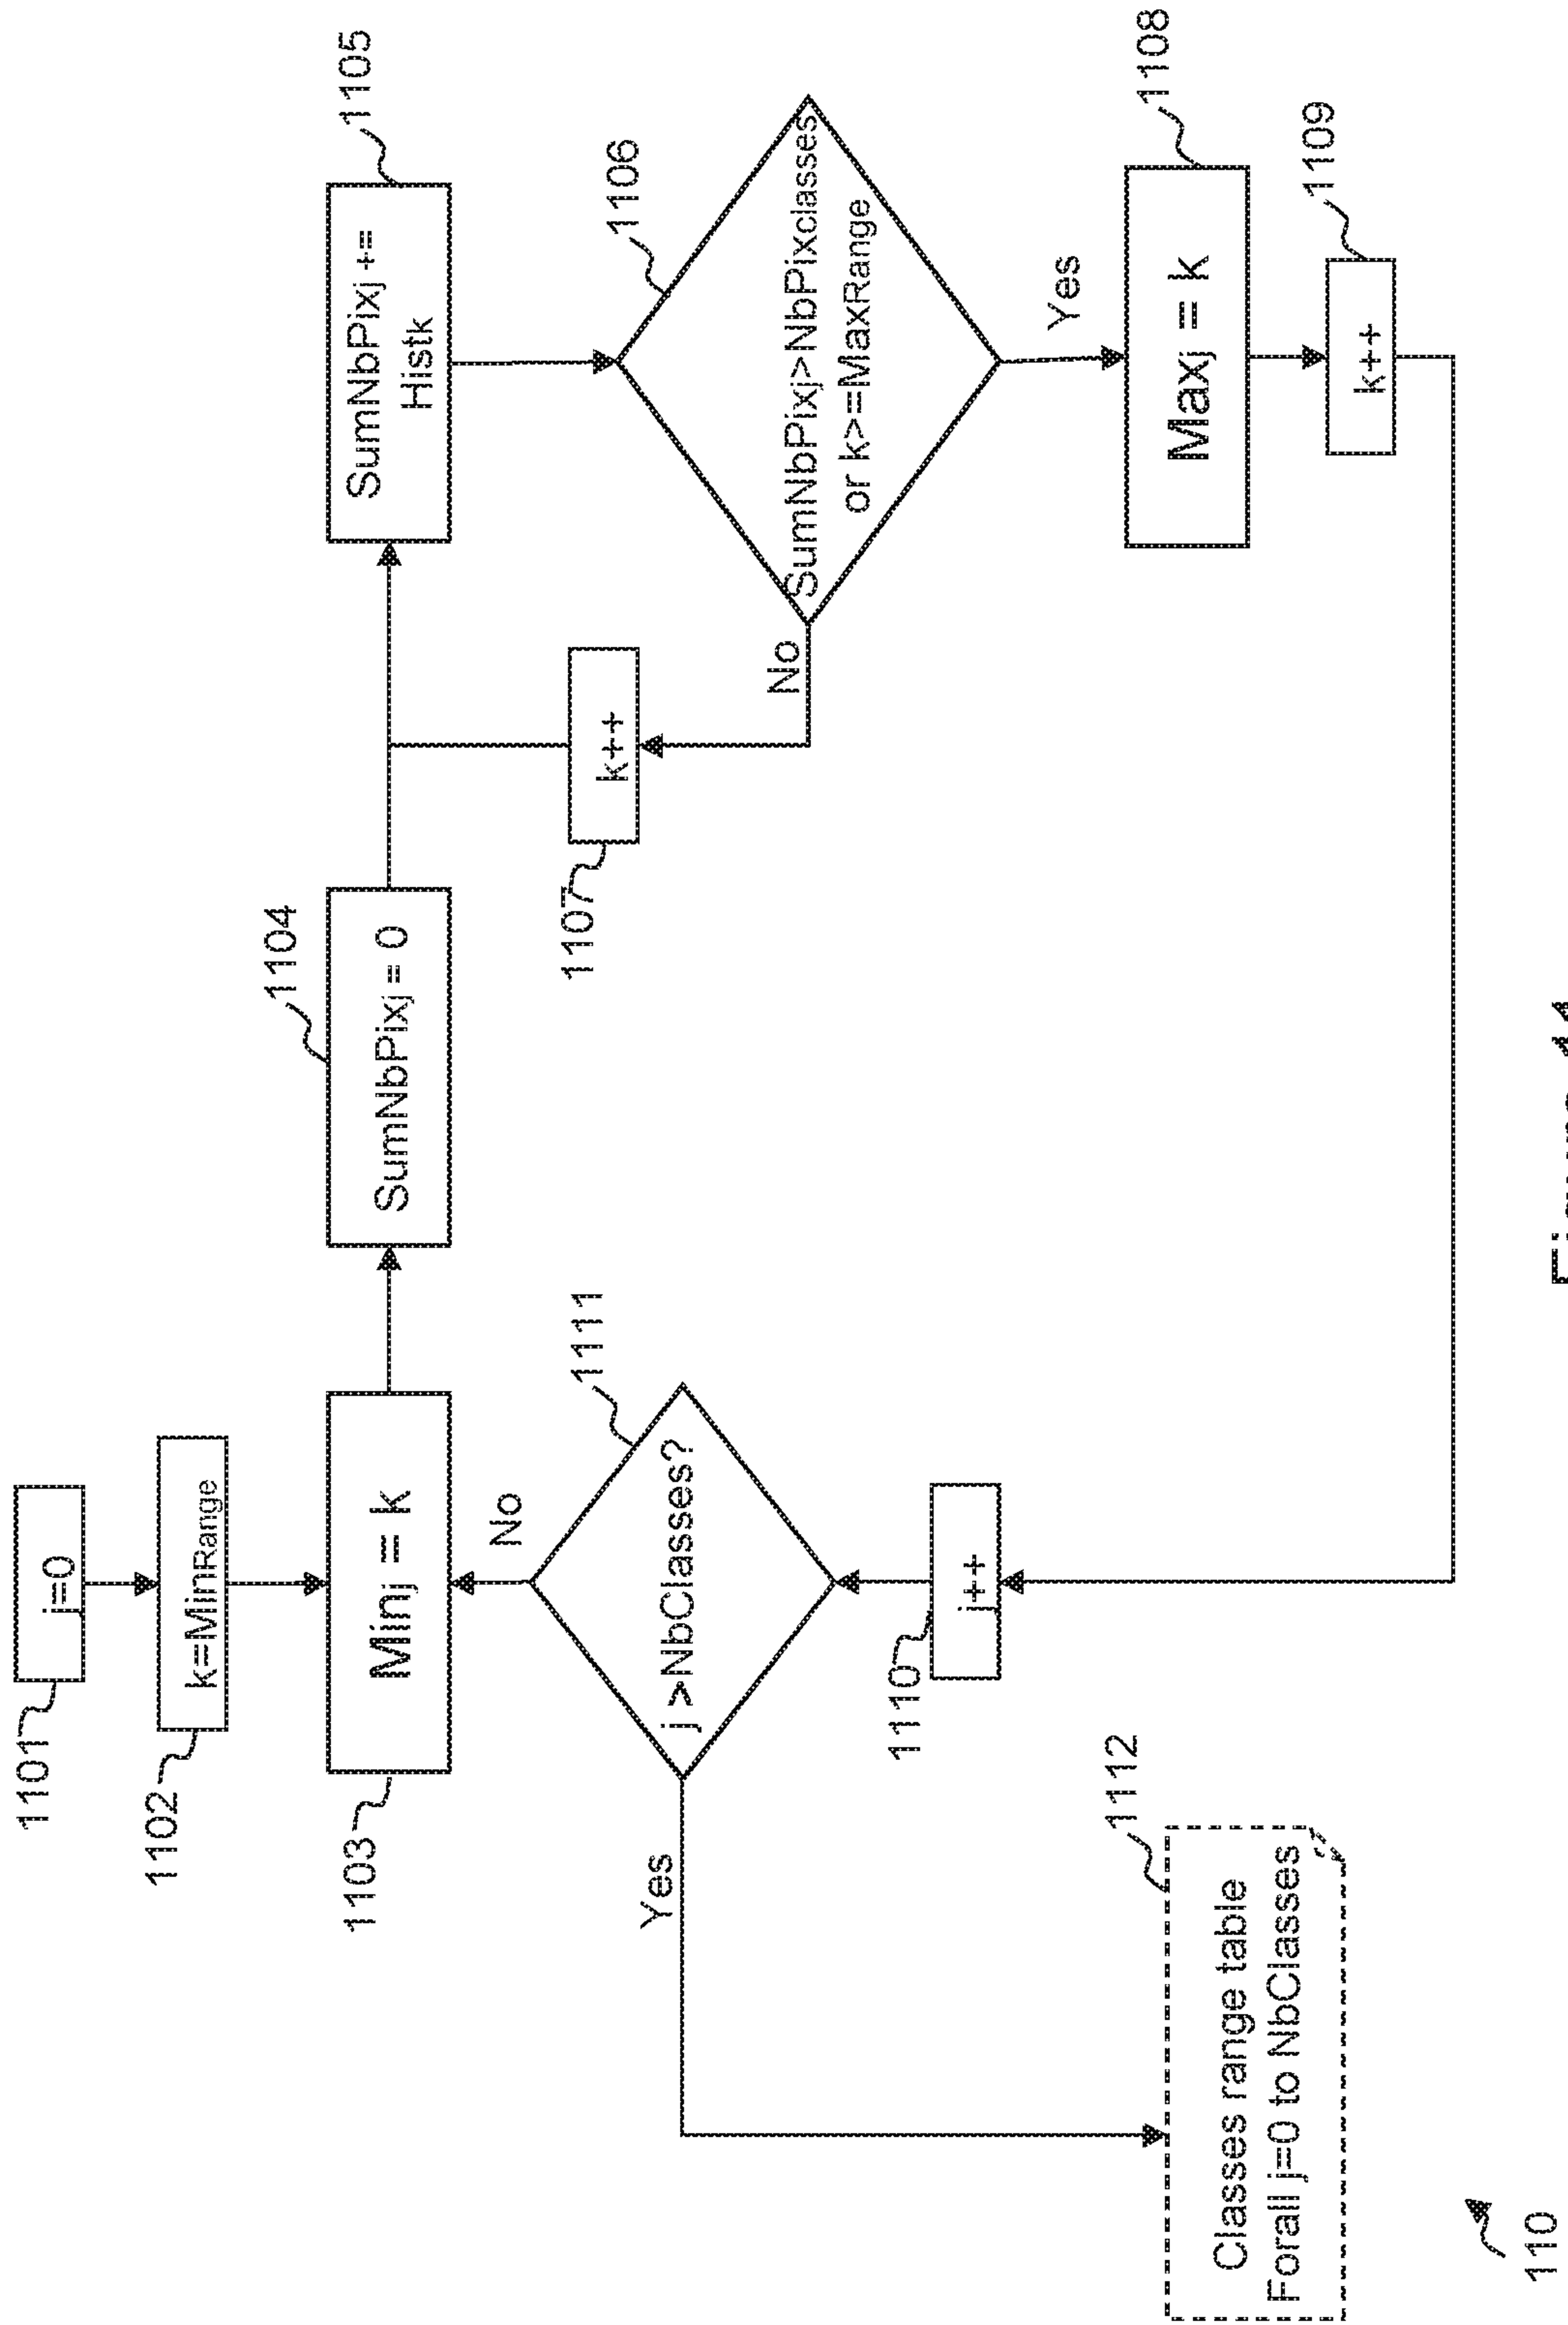 1101
j=0
1102
k=MinRange
1103
Minj = k
1104
SumNbPixj = 0
1105
SumNbPixj +=
Histk
1106
SumNbPixj>NbPixclasses
or k>=MaxRange
No
1107
k++
Yes
1108
Maxj = k
1109
k++
1110
j++
1111
j >NbClasses?
No
Yes
1112
Classes range table
Forall j=0 to NbClasses
110